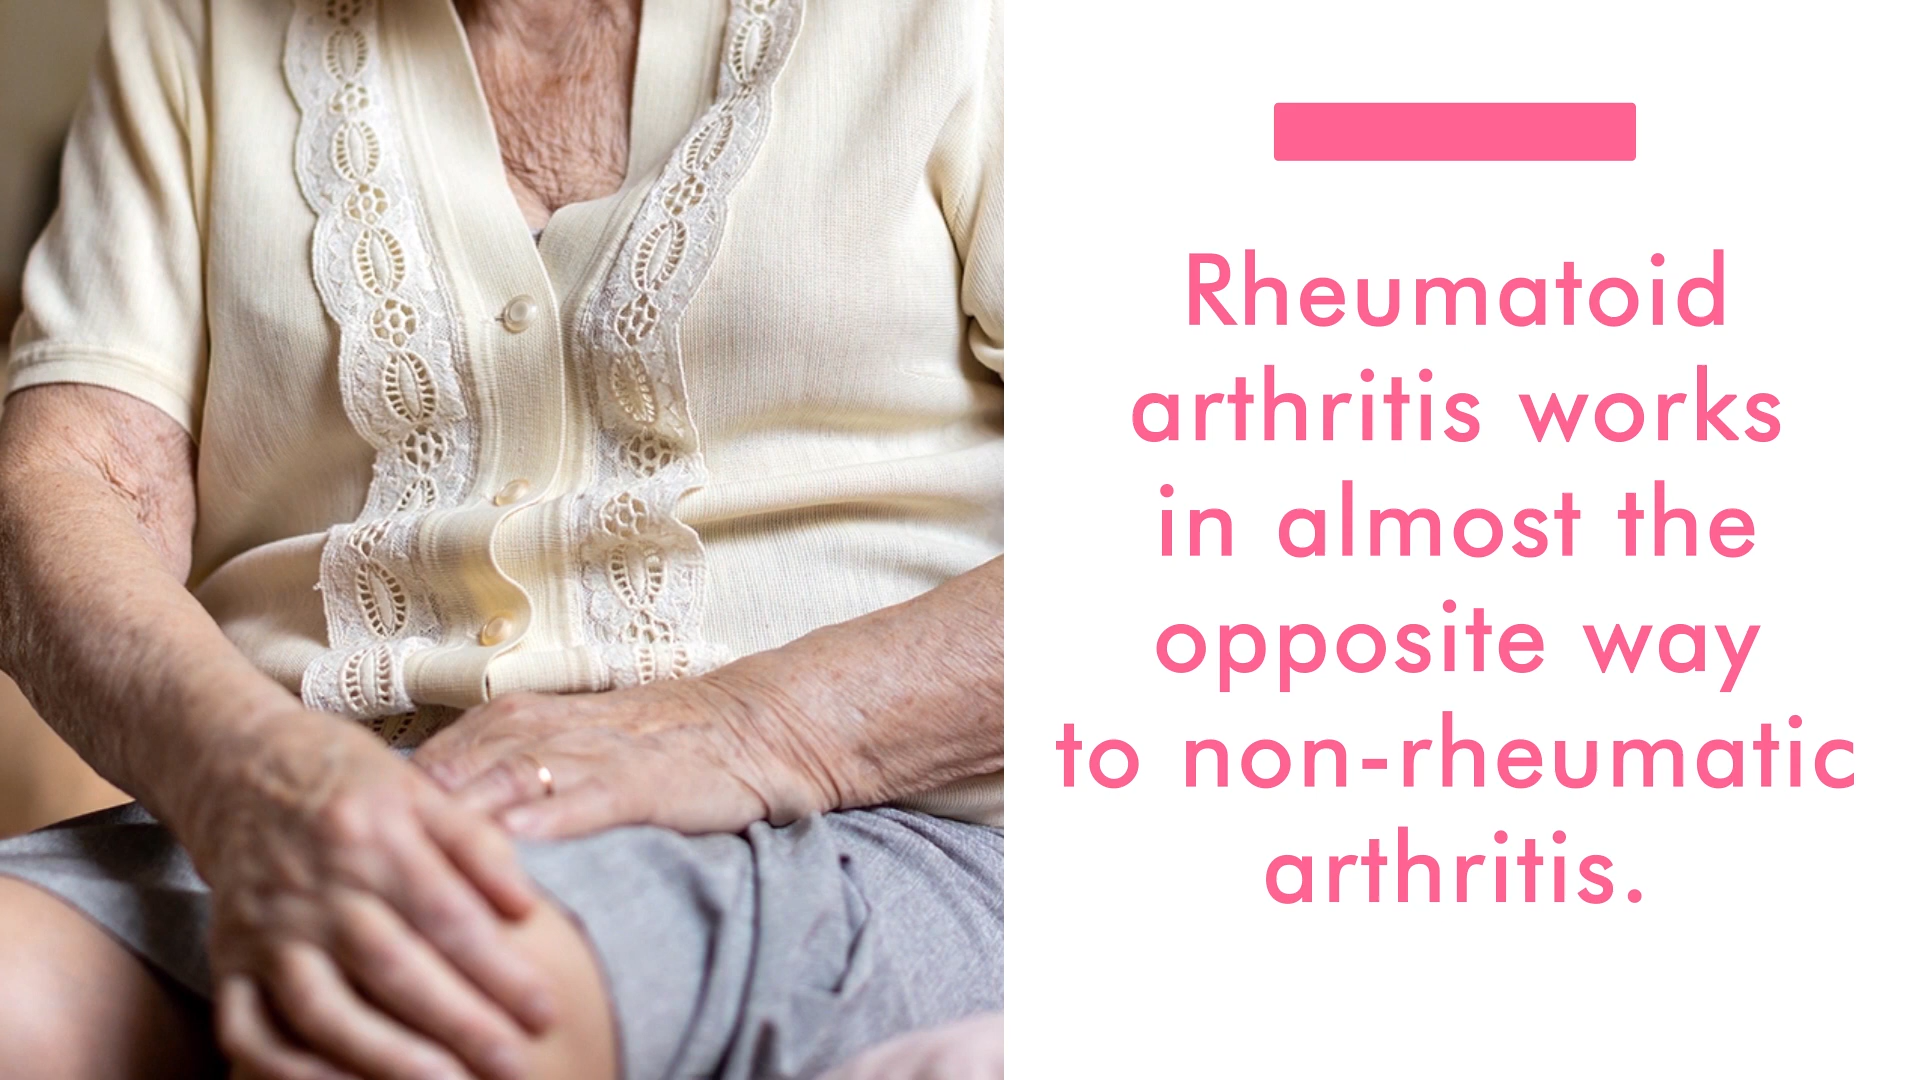 Rheumatoid
arthritis works
in almost the
opposite way
to non-rheumatic
arthritis.